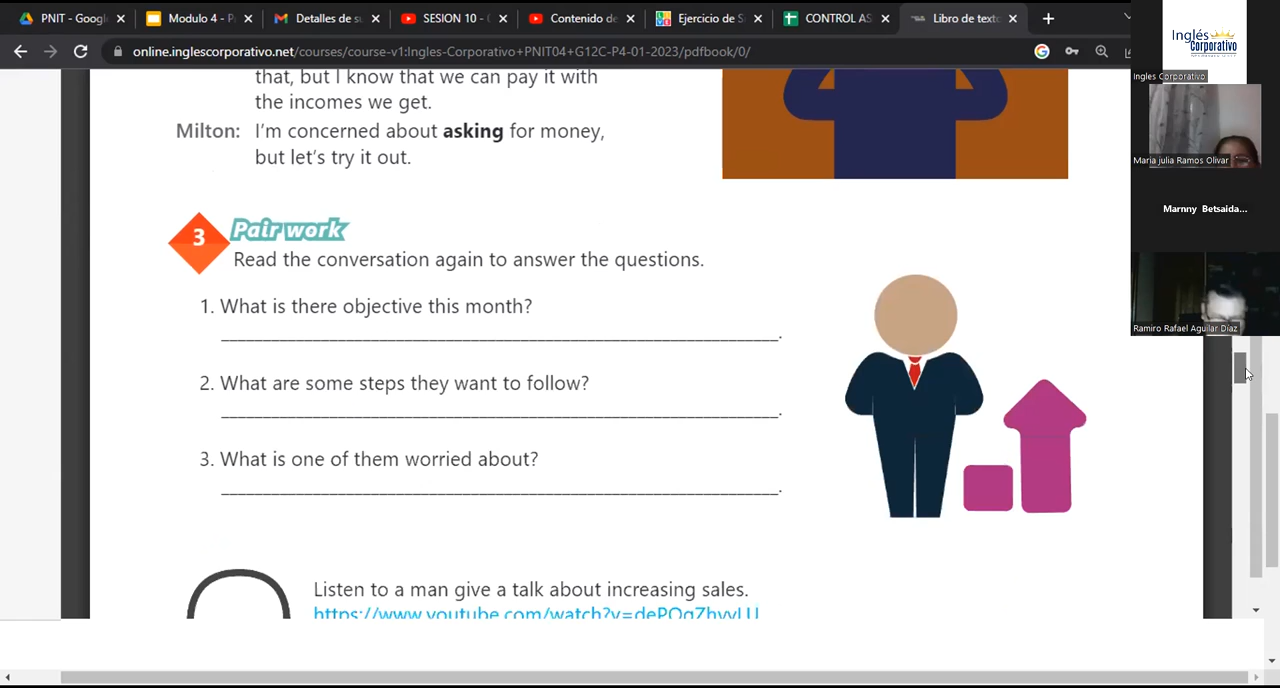 PNIT - Googl
Modulo 4 - P
Detalles de su
SESION 10 -
Contenido de
Ejercicio de S
CONTROL AS
Libro de texto
online.inglescorporativo.net/courses/course-v1:Ingles-Corporativo+PNIT04+G12C-P4-01-2023/pdfbook/0/
Inglés
Corporativo
Ingles Corporativo
Maria julia Ramos Olivar
Marnny Betsaida...
Ramiro Rafael Aguilar Díaz
that, but I know that we can pay it with
the incomes we get.
Milton: I'm concerned about asking for money,
but let's try it out.
3 Pair work
Read the conversation again to answer the questions.
1. What is there objective this month?
2. What are some steps they want to follow?
3. What is one of them worried about?
Listen to a man give a talk about increasing sales.